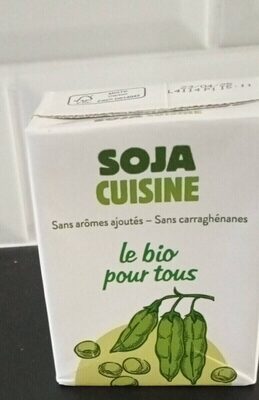 SOJA
CUISINE
Sans arômes ajoutés – Sans carraghénanes
le bio
pour tous